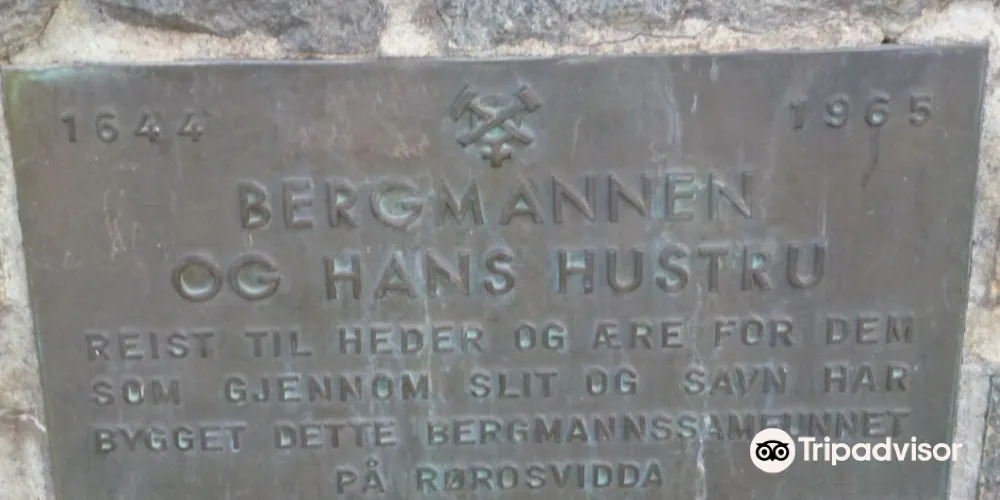 1644 1965
BERGMANNEN
OG HANS HUSTRU
REIST TIL HEDER OG ÆRE FOR DEM
SOM GJENNOM SLIT OG SAVN HAR
BYGGET DETTE BERGMANNSSAMFUNNET
PÅ RØROSVIDDA
Tripadvisor